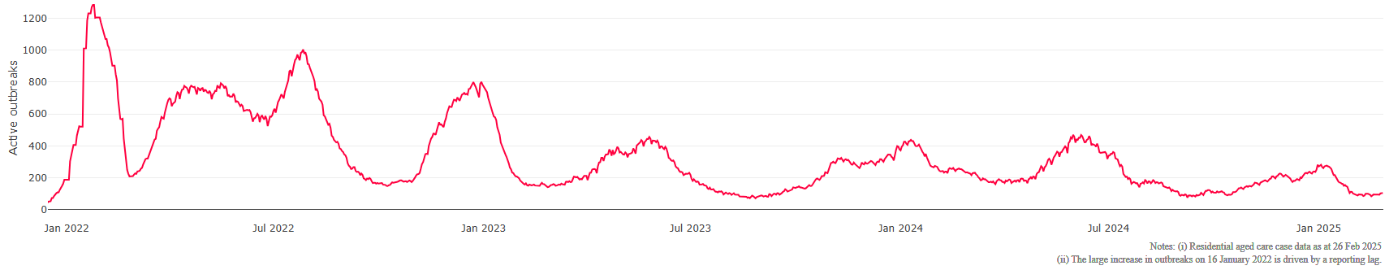 Active outbreaks
1200
1000
800
600
400
200
0
Jan 2022
Jul 2022
Jan 2023
Jul 2023
Jan 2024
Jul 2024
Jan 2025
Notes: (i) Residential aged care case data as at 26 Feb 2025
(ii) The large increase in outbreaks on 16 January 2022 is driven by a reporting lag.